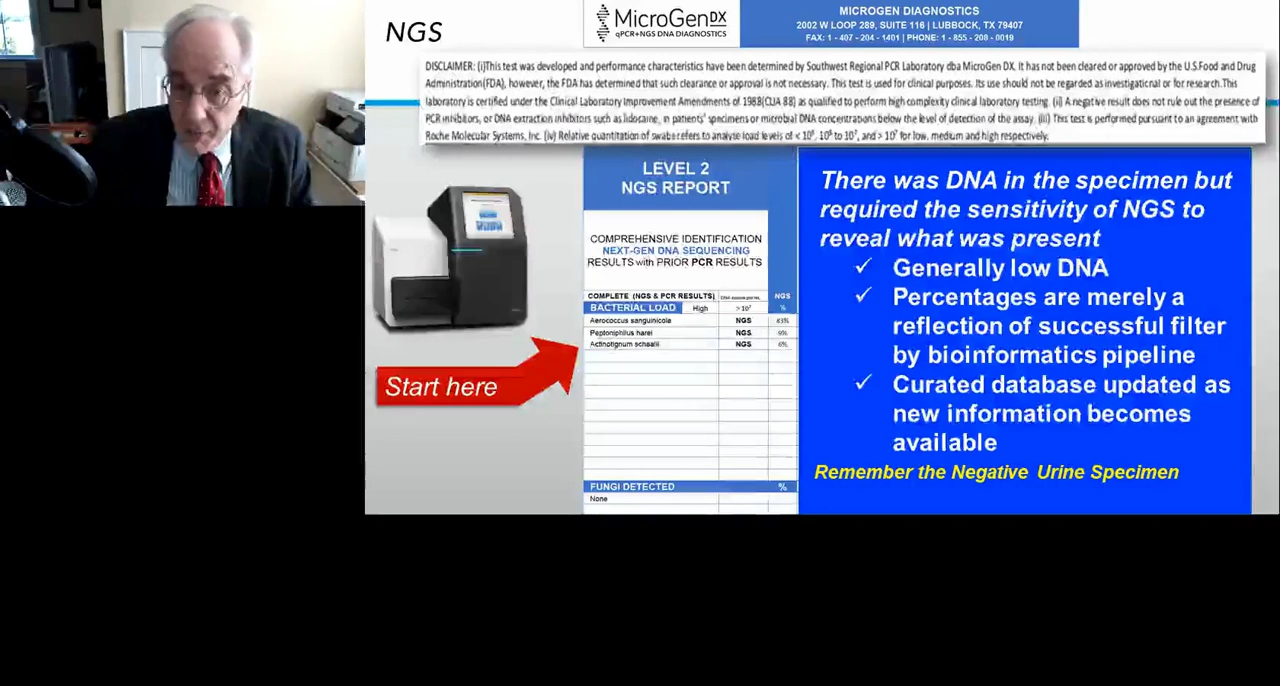 NGS
MicroGenDX
qPCR+NGS DNA DIAGNOSTICS
MICROGEN DIAGNOSTICS
2002 W LOOP 289, SUITE 116 | LUBBOCK, TX 79407
FAX: 1 - 407 - 204 - 1401 | PHONE: 1 - 855 - 208 - 0019
DISCLAIMER: (i)This test was developed and performance characteristics have been determined by Southwest Regional PCR Laboratory dba MicroGen DX. It has not been cleared or approved by the U.S.Food and Drug
Administration(FDA), however, the FDA has determined that such clearance or approval is not necessary. This test is used for clinical purposes. Its use should not be regarded as investigational or for research.This
laboratory is certified under the Clinical Laboratory Improvement Amendments of 1988(CLIA 88) as qualified to perform high complexity clinical laboratory testing. (ii) A negative result does not rule out the presence of
PCR inhibitors, or DNA extraction inhibitors such as lidocaine, in patients' specimens or microbial DNA concentrations below the level of detection of the assay. (iii) This test is performed pursuant to an agreement with
Roche Molecular Systems, Inc. (iv) Relative quantitation of swabs refers to analyse load levels of to and for low, medium and high respectively.
LEVEL 2
NGS REPORT
COMPREHENSIVE IDENTIFICATION
NEXT-GEN DNA SEQUENCING
RESULTS with PRIOR PCR RESULTS
COMPLETE (NGS & PCR RESULTS) NGS
BACTERIAL LOAD High > 10⁷ %
Aerococcus sanguinicola NGS 83%
Peptoniphilus harei NGS 9%
Actinotignum schaalii NGS 6%
FUNGI DETECTED %
None
Start here
There was DNA in the specimen but
required the sensitivity of NGS to
reveal what was present
✓ Generally low DNA
✓ Percentages are merely a
reflection of successful filter
by bioinformatics pipeline
✓ Curated database updated as
new information becomes
available
Remember the Negative Urine Specimen